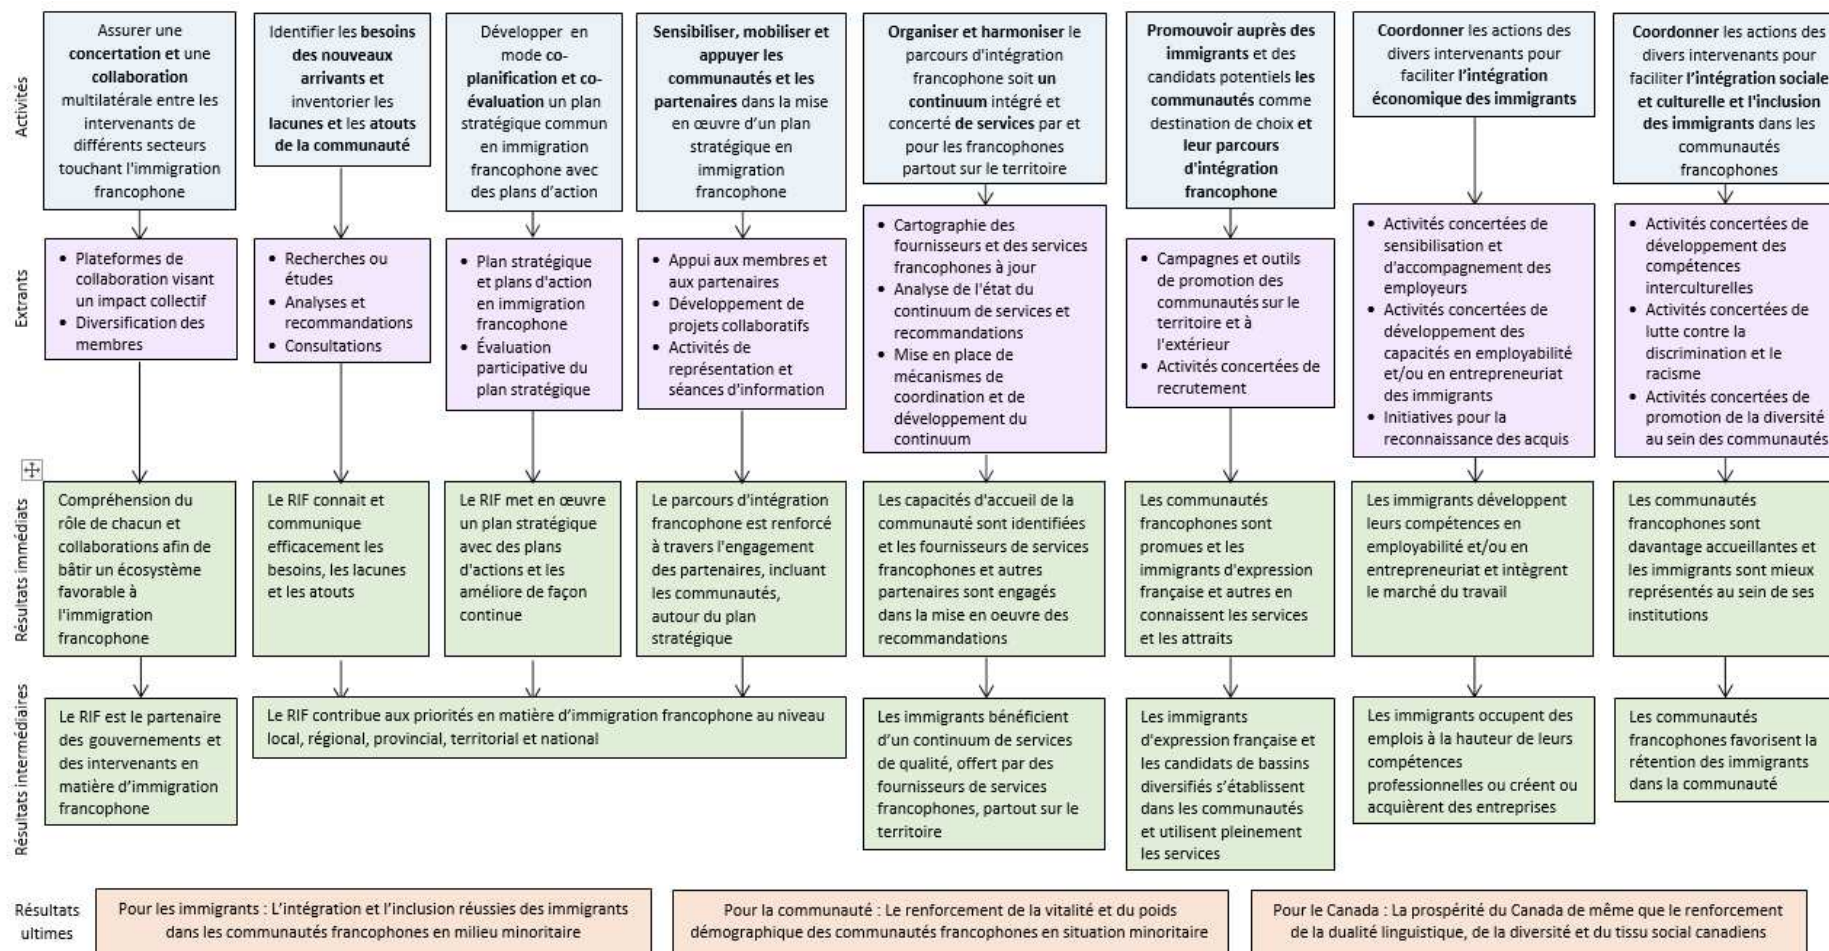 Activités
Assurer une
concertation et une
collaboration
multilatérale entre les
intervenants de
différents secteurs
touchant l'immigration
francophone
Identifier les besoins
des nouveaux
arrivants et
inventorier les
lacunes et les atouts
de la communauté
Développer en
mode co-
planification et co-
évaluation un plan
stratégique commun
en immigration
francophone avec
des plans d'action
Sensibiliser, mobiliser et
appuyer les
communautés et les
partenaires dans la mise
en œuvre d'un plan
stratégique en
immigration
francophone
Organiser et harmoniser le
parcours d'intégration
francophone soit un
continuum intégré et
concerté de services par et
pour les francophones
partout sur le territoire
Promouvoir auprès des
immigrants et des
candidats potentiels les
communautés comme
destination de choix et
leur parcours
d'intégration
francophone
Coordonner les actions des
divers intervenants pour
faciliter l'intégration
économique des immigrants
Coordonner les actions des
divers intervenants pour
faciliter l'intégration sociale
et culturelle et l'inclusion
des immigrants dans les
communautés
francophones
Extrants
• Plateformes de
collaboration visant
un impact collectif
• Diversification des
membres
• Recherches ou
études
• Analyses et
recommandations
• Consultations
• Plan stratégique
et plans d'action
en immigration
francophone
• Évaluation
participative du
plan stratégique
• Appui aux membres et
aux partenaires
• Développement de
projets collaboratifs
• Activités de
représentation et
séances d'information
• Cartographie des
fournisseurs et des services
francophones à jour
• Analyse de l'état du
continuum de services et
recommandations
• Mise en place de
mécanismes de
coordination et de
développement du
continuum
• Campagnes et outils
de promotion des
communautés sur le
territoire et à
l'extérieur
• Activités concertées de
recrutement
• Activités concertées de
sensibilisation et
d'accompagnement des
employeurs
• Activités concertées de
développement des
capacités en employabilité
et/ou en entrepreneuriat
des immigrants
• Initiatives pour la
reconnaissance des acquis
• Activités concertées de
développement des
compétences
interculturelles
• Activités concertées de
lutte contre la
discrimination et le
racisme
• Activités concertées de
promotion de la diversité
au sein des communautés
Résultats immédiats
Compréhension du
rôle de chacun et
collaborations afin de
bâtir un écosystème
favorable à
l'immigration
francophone
Le RIF connait et
communique
efficacement les
besoins, les lacunes
et les atouts
Le RIF met en œuvre
un plan stratégique
avec des plans
d'actions et les
améliore de façon
continue
Le parcours d'intégration
francophone est renforcé
à travers l'engagement
des partenaires, incluant
les communautés,
autour du plan
stratégique
Les capacités d'accueil de la
communauté sont identifiées
et les fournisseurs de services
francophones et autres
partenaires sont engagés
dans la mise en oeuvre des
recommandations
Les communautés
francophones sont
promues et les
immigrants d'expression
française et autres en
connaissent les services
et les attraits
Les immigrants développent
leurs compétences en
employabilité et/ou en
entrepreneuriat et intègrent
le marché du travail
Les communautés
francophones sont
davantage accueillantes et
les immigrants sont mieux
représentés au sein de ses
institutions
Résultats intermédiaires
Le RIF est le partenaire
des gouvernements et
des intervenants en
matière d'immigration
francophone
Le RIF contribue aux priorités en matière d'immigration francophone au niveau
local, régional, provincial, territorial et national
Les immigrants bénéficient
d'un continuum de services
de qualité, offert par des
fournisseurs de services
francophones, partout sur le
territoire
Les immigrants
d'expression française et
les candidats de bassins
diversifiés s'établissent
dans les communautés
et utilisent pleinement
les services
Les immigrants occupent des
emplois à la hauteur de leurs
compétences
professionnelles ou créent ou
acquièrent des entreprises
Les communautés
francophones favorisent la
rétention des immigrants
dans la communauté
Résultats
ultimes
Pour les immigrants : L'intégration et l'inclusion réussies des immigrants
dans les communautés francophones en milieu minoritaire
Pour la communauté : Le renforcement de la vitalité et du poids
démographique des communautés francophones en situation minoritaire
Pour le Canada : La prospérité du Canada de même que le renforcement
de la dualité linguistique, de la diversité et du tissu social canadiens